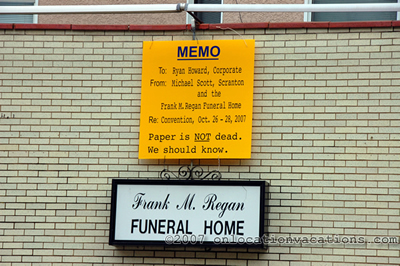 MEMO
To: Ryan Howard, Corporate
From: Michael Scott, Scranton
and the
Frank M. Regan Funeral Home
Re: Convention, Oct. 26 - 28, 2007
Paper is NOT dead.
We should know.
Frank M. Regan
FUNERAL HOME
©2007 onlocationvacations.com